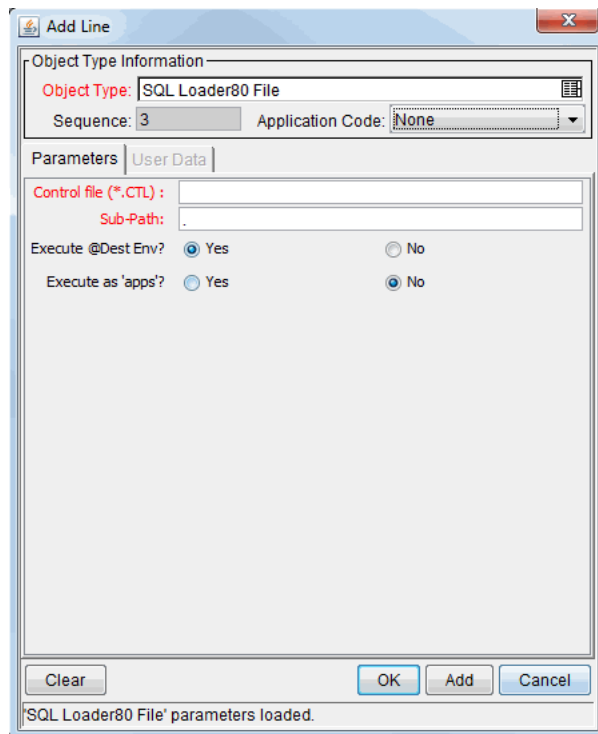 Add Line
Object Type Information
Object Type: SQL Loader80 File
Sequence: 3 Application Code: None
Parameters User Data
Control file (*.CTL) :
Sub-Path: .
Execute @Dest Env? Yes No
Execute as 'apps'? Yes No
Clear OK Add Cancel
'SQL Loader80 File' parameters loaded.